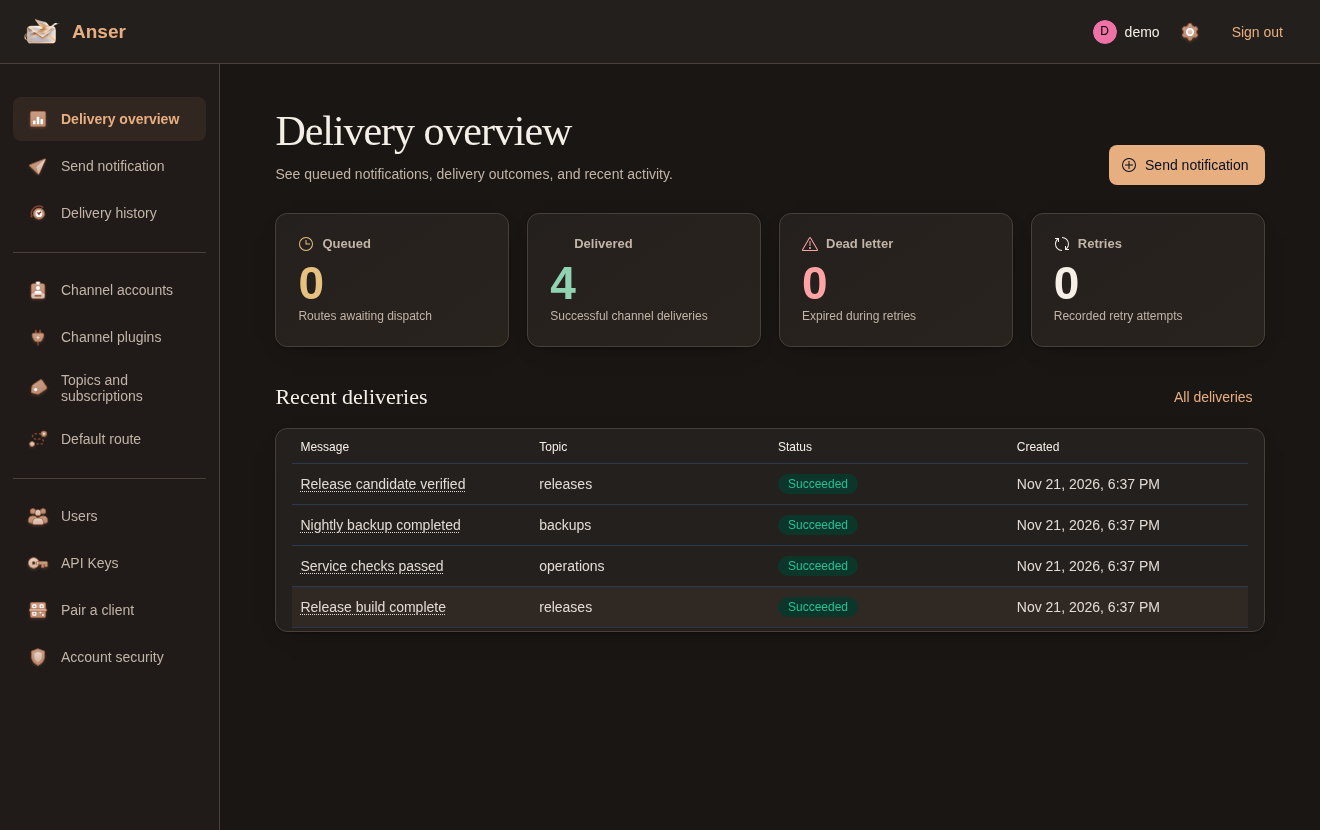 Anser
D demo
Sign out
Delivery overview
Send notification
Delivery history
Channel accounts
Channel plugins
Topics and
subscriptions
Default route
Users
API Keys
Pair a client
Account security
Delivery overview
See queued notifications, delivery outcomes, and recent activity.
Send notification
Queued
0
Routes awaiting dispatch
Delivered
4
Successful channel deliveries
Dead letter
0
Expired during retries
Retries
0
Recorded retry attempts
Recent deliveries
All deliveries
Message Topic Status Created
Release candidate verified releases Succeeded Nov 21, 2026, 6:37 PM
Nightly backup completed backups Succeeded Nov 21, 2026, 6:37 PM
Service checks passed operations Succeeded Nov 21, 2026, 6:37 PM
Release build complete releases Succeeded Nov 21, 2026, 6:37 PM